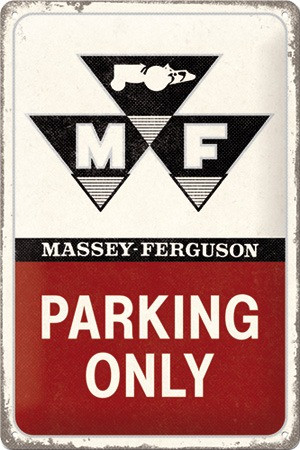 M F
MASSEY-FERGUSON
PARKING
ONLY